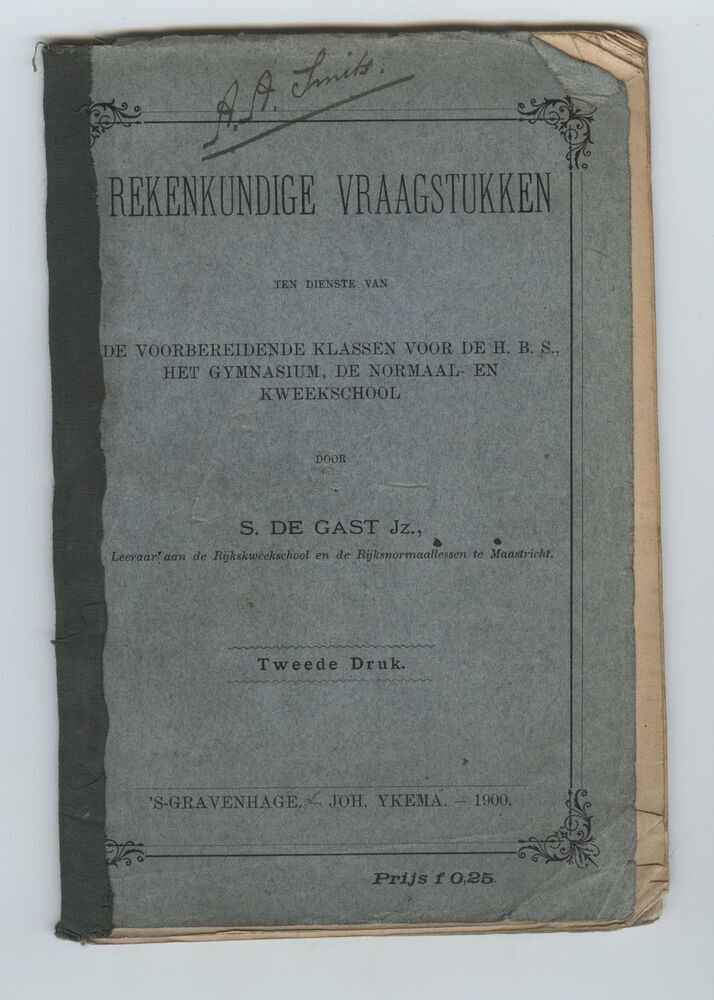 A. A. Smits.
REKENKUNDIGE VRAAGSTUKKEN
TEN DIENSTE VAN
DE VOORBEREIDENDE KLASSEN VOOR DE H. B. S.,
HET GYMNASIUM, DE NORMAAL- EN
KWEEKSCHOOL
DOOR
S. DE GAST Jz.,
Leeraar aan de Rijkskweekschool en de Rijksnormaallessen te Maastricht.
Tweede Druk.
'S-GRAVENHAGE. — JOH. YKEMA. — 1900.
Prijs f 0,25.